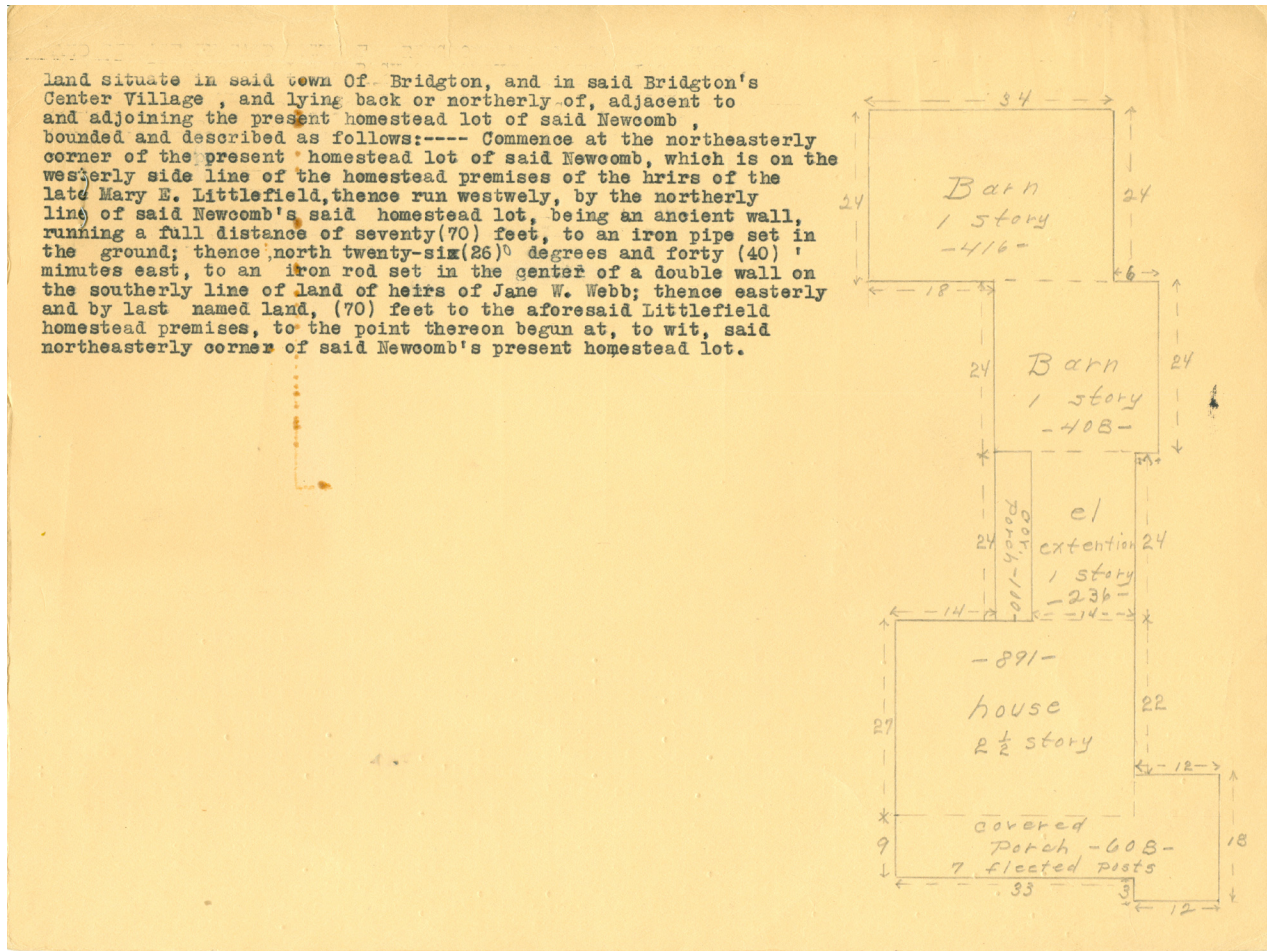 land situate in said town Of Bridgton, and in said Bridgton's
Center Village , and lying back or northerly of, adjacent to
and adjoining the present homestead lot of said Newcomb ,
bounded and described as follows:---- Commence at the northeasterly
corner of the present homestead lot of said Newcomb, which is on the
westerly side line of the homestead premises of the hrirs of the
late Mary E. Littlefield,thence run westwely, by the northerly
line of said Newcomb's said homestead lot, being an ancient wall,
running a full distance of seventy(70) feet, to an iron pipe set in
the ground; thence north twenty-six(26)⁰ degrees and forty (40) '
minutes east, to an iron rod set in the center of a double wall on
the southerly line of land of heirs of Jane W. Webb; thence easterly
and by last named land, (70) feet to the aforesaid Littlefield
homestead premises, to the point thereon begun at, to wit, said
northeasterly corner of said Newcomb's present homestead lot.
34
24
Barn
1 story
-416-
24
6
18
24
Barn
1 story
-408-
24
24
Cov.
Porch-100-
el
extention
1 story
-236-
24
14
14
-891-
house
2 ½ story
27
22
12
covered
Porch -608-
7 flected posts
9
18
33
3
12